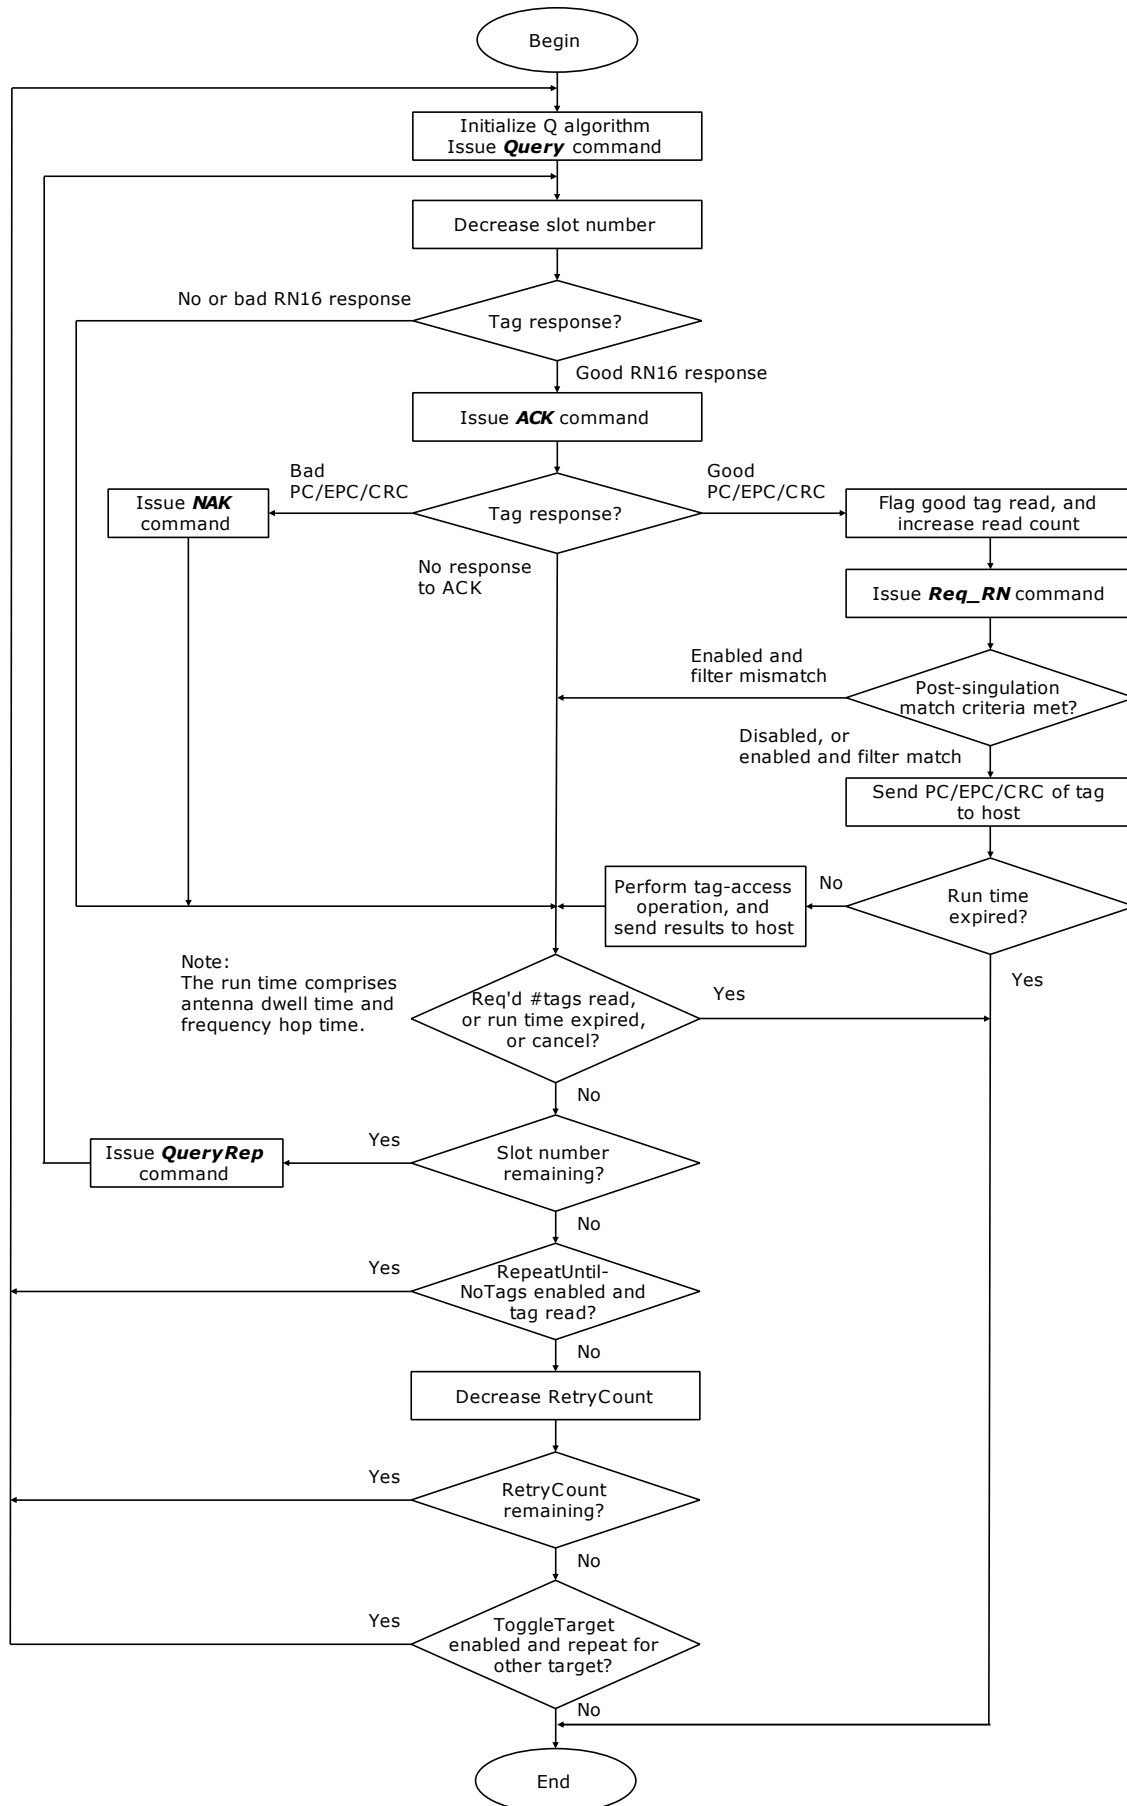 Begin
Initialize Q algorithm
Issue Query command
Decrease slot number
No or bad RN16 response
Tag response?
Good RN16 response
Issue ACK command
Bad
PC/EPC/CRC
Good
PC/EPC/CRC
Issue NAK
command
Tag response?
Flag good tag read, and
increase read count
No response
to ACK
Issue Req_RN command
Enabled and
filter mismatch
Post-singulation
match criteria met?
Disabled, or
enabled and filter match
Send PC/EPC/CRC of tag
to host
Perform tag-access
operation, and
send results to host
No
Run time
expired?
Note:
The run time comprises
antenna dwell time and
frequency hop time.
Req'd #tags read,
or run time expired,
or cancel?
Yes
Yes
No
Issue QueryRep
command
Yes
Slot number
remaining?
No
Yes
RepeatUntil-
NoTags enabled and
tag read?
No
Decrease RetryCount
Yes
RetryCount
remaining?
No
Yes
ToggleTarget
enabled and repeat for
other target?
No
End